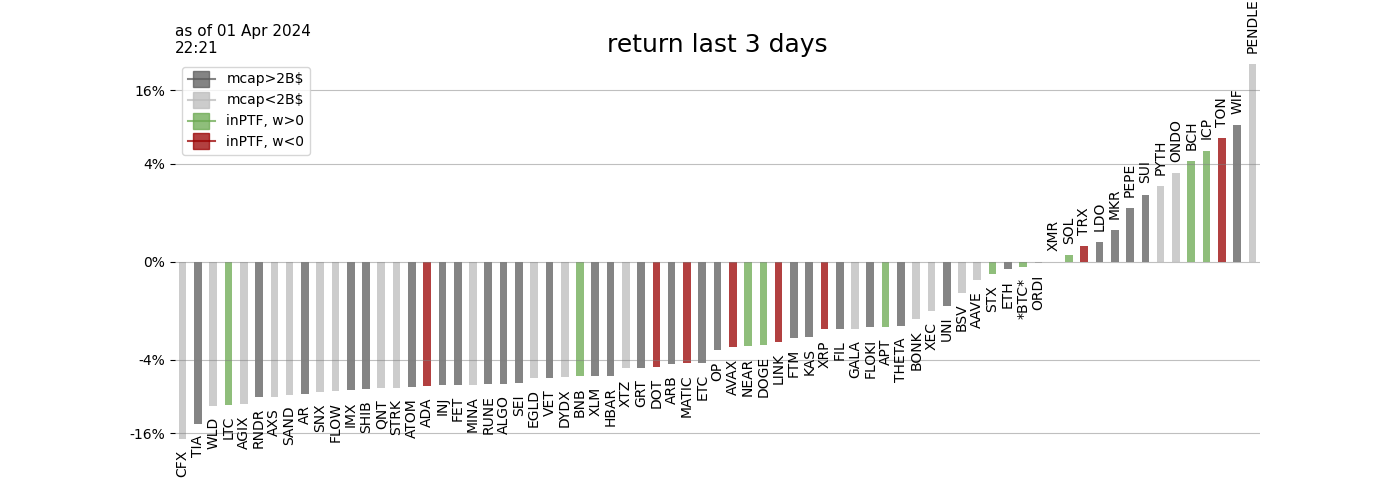 as of 01 Apr 2024
22:21
return last 3 days
mcap>2B$
mcap<2B$
inPTF, w>0
inPTF, w<0
16%
4%
0%
-4%
-16%
CFX
TIA
WLD
LTC
AGIX
RNDR
AXS
SAND
AR
SNX
FLOW
IMX
SHIB
QNT
STRK
ATOM
ADA
INJ
FET
MINA
RUNE
ALGO
SEI
EGLD
VET
DYDX
BNB
XLM
HBAR
XTZ
GRT
DOT
ARB
MATIC
ETC
OP
AVAX
NEAR
DOGE
LINK
FTM
KAS
XRP
FIL
GALA
FLOKI
APT
THETA
BONK
XEC
UNI
BSV
AAVE
STX
ETH
*BTC*
ORDI
XMR
SOL
TRX
LDO
MKR
PEPE
SUI
PYTH
ONDO
BCH
ICP
TON
WIF
PENDLE